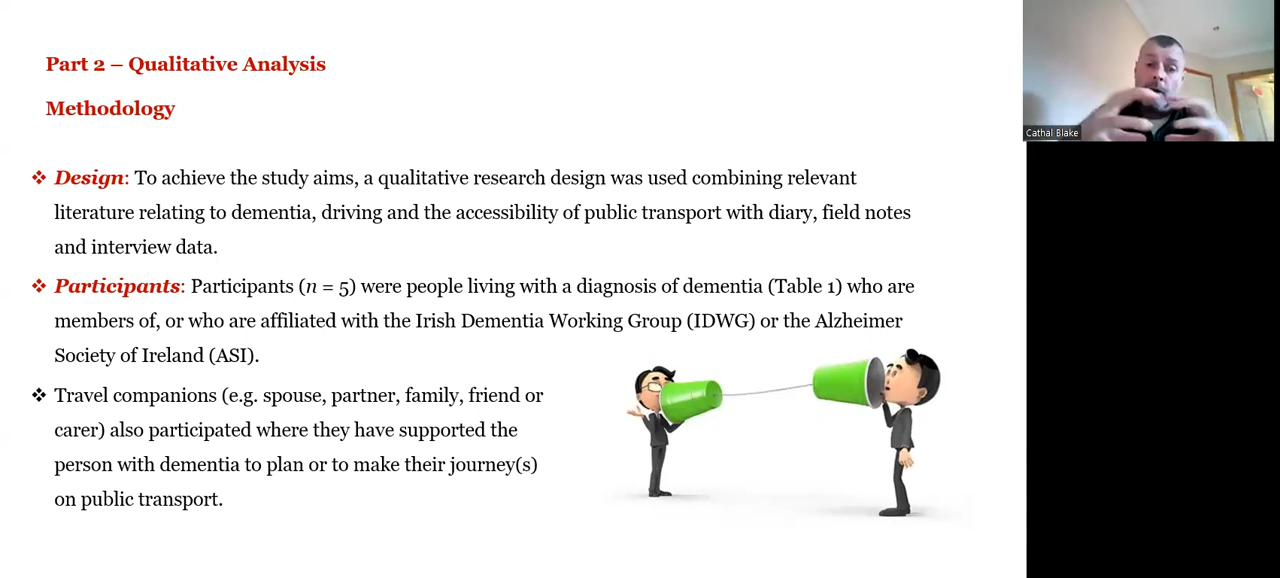 Part 2 – Qualitative Analysis
Methodology
❖ Design: To achieve the study aims, a qualitative research design was used combining relevant
literature relating to dementia, driving and the accessibility of public transport with diary, field notes
and interview data.
❖ Participants: Participants (n = 5) were people living with a diagnosis of dementia (Table 1) who are
members of, or who are affiliated with the Irish Dementia Working Group (IDWG) or the Alzheimer
Society of Ireland (ASI).
❖ Travel companions (e.g. spouse, partner, family, friend or
carer) also participated where they have supported the
person with dementia to plan or to make their journey(s)
on public transport.
Cathal Blake